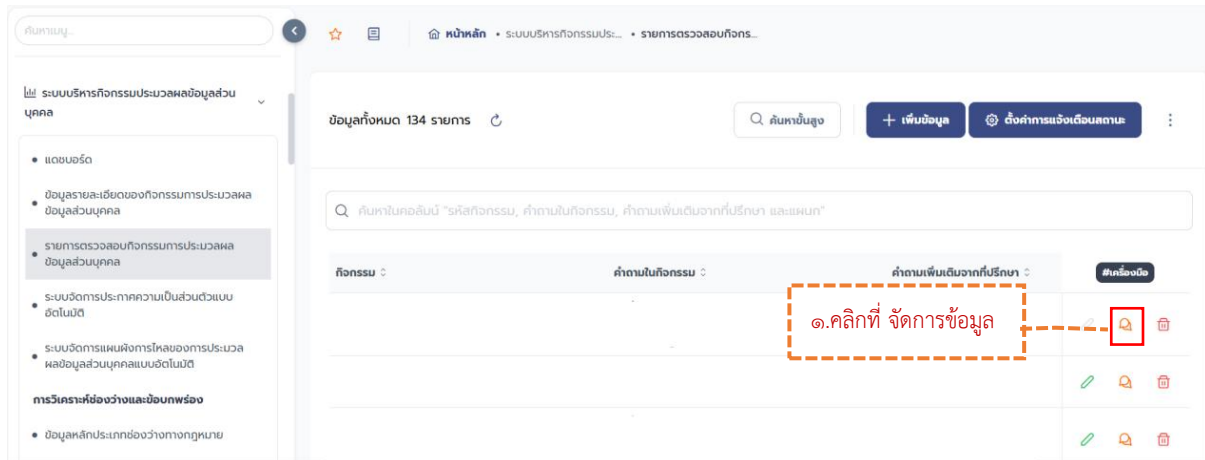 ค้นหาเมนู..
หน้าหลัก • ระบบบริหารกิจกรรมประ... • รายการตรวจสอบกิจกร...
ระบบบริหารกิจกรรมประมวลผลข้อมูลส่วน
บุคคล
ข้อมูลทั้งหมด 134 รายการ
ค้นหาขั้นสูง
+ เพิ่มข้อมูล
ตั้งค่าการแจ้งเตือนสถานะ
• แดชบอร์ด
• ข้อมูลรายละเอียดของกิจกรรมการประมวลผล
ข้อมูลส่วนบุคคล
ค้นหาในคอลัมน์ "รหัสกิจกรรม, คำถามในกิจกรรม, คำถามเพิ่มเติมจากที่ปรึกษา และแผนก"
• รายการตรวจสอบกิจกรรมการประมวลผล
ข้อมูลส่วนบุคคล
กิจกรรม
คำถามในกิจกรรม
คำถามเพิ่มเติมจากที่ปรึกษา
#เครื่องมือ
• ระบบจัดการประกาศความเป็นส่วนตัวแบบ
อัตโนมัติ
๑.คลิกที่ จัดการข้อมูล
• ระบบจัดการแผนผังการไหลของการประมวล
ผลข้อมูลส่วนบุคคลแบบอัตโนมัติ
การวิเคราะห์ช่องว่างและข้อบกพร่อง
• ข้อมูลหลักประเภทช่องว่างทางกฎหมาย